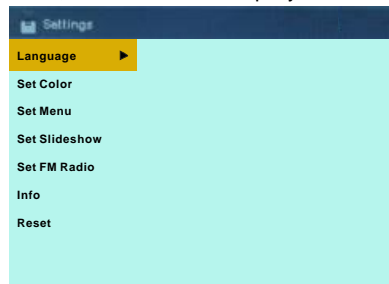 Settings
Language
Set Color
Set Menu
Set Slideshow
Set FM Radio
Info
Reset